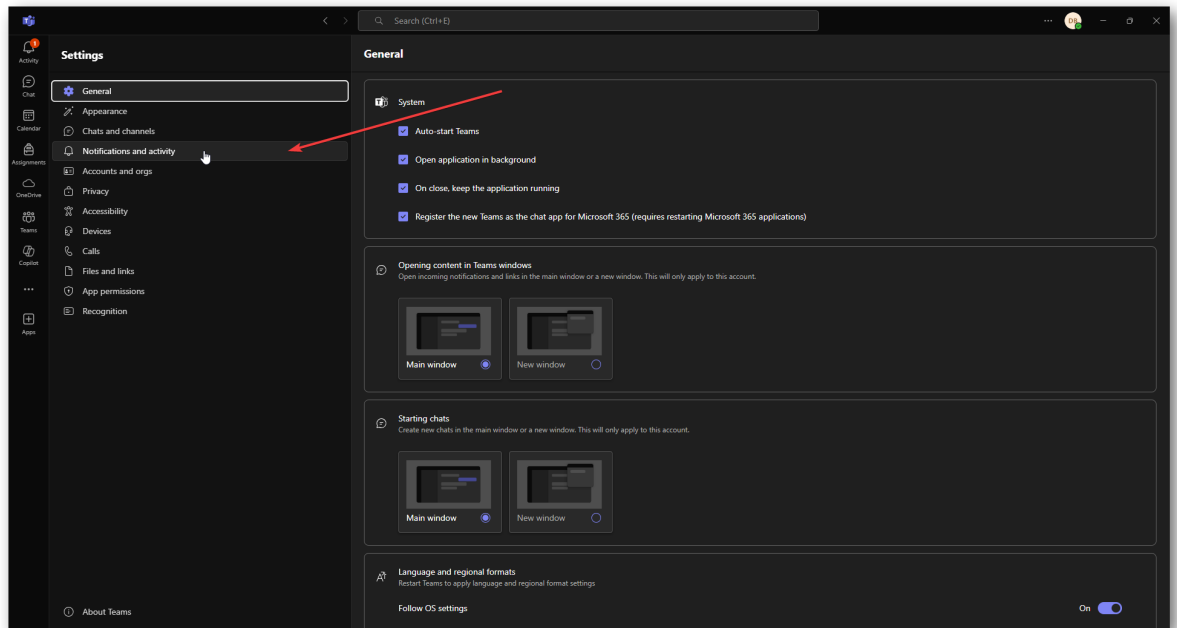 Search (Ctrl+E)
DB
1
Activity
Chat
Calendar
Assignments
OneDrive
Teams
Copilot
Apps
Settings
General
Appearance
Chats and channels
Notifications and activity
Accounts and orgs
Privacy
Accessibility
Devices
Calls
Files and links
App permissions
Recognition
About Teams
General
System
Auto-start Teams
Open application in background
On close, keep the application running
Register the new Teams as the chat app for Microsoft 365 (requires restarting Microsoft 365 applications)
Opening content in Teams windows
Open incoming notifications and links in the main window or a new window. This will only apply to this account.
Main window
New window
Starting chats
Create new chats in the main window or a new window. This will only apply to this account.
Main window
New window
Language and regional formats
Restart Teams to apply language and regional format settings
Follow OS settings
On